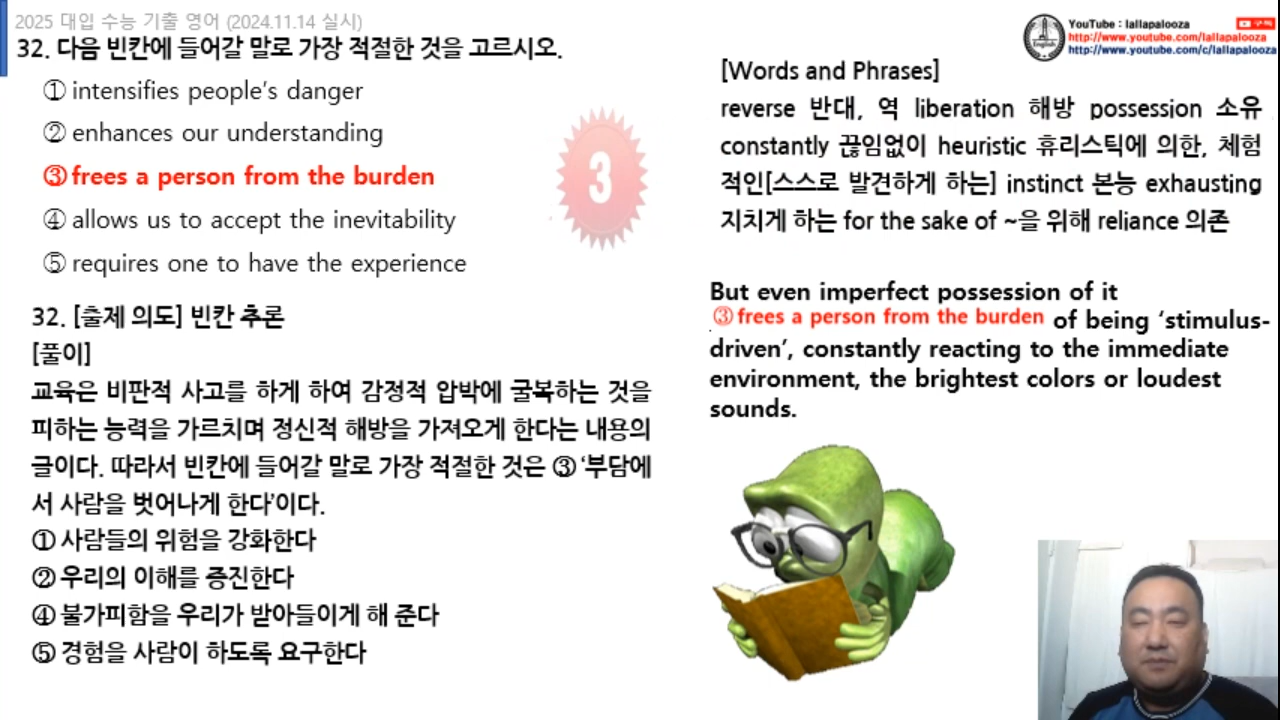 2025 대입 수능 기출 영어 (2024.11.14 실시)
32. 다음 빈칸에 들어갈 말로 가장 적절한 것을 고르시오.
① intensifies people's danger
② enhances our understanding
③ frees a person from the burden
④ allows us to accept the inevitability
⑤ requires one to have the experience
3
32. [출제 의도] 빈칸 추론
[풀이]
교육은 비판적 사고를 하게 하여 감정적 압박에 굴복하는 것을
피하는 능력을 가르치며 정신적 해방을 가져오게 한다는 내용의
글이다. 따라서 빈칸에 들어갈 말로 가장 적절한 것은 ③ ‘부담에
서 사람을 벗어나게 한다’이다.
① 사람들의 위험을 강화한다
② 우리의 이해를 증진한다
④ 불가피함을 우리가 받아들이게 해 준다
⑤ 경험을 사람이 하도록 요구한다
YouTube : lallapalooza
구독
http://www.youtube.com/lallapalooza
http://www.youtube.com/c/lallapalooza
English
[Words and Phrases]
reverse 반대, 역 liberation 해방 possession 소유
constantly 끊임없이 heuristic 휴리스틱에 의한, 체험
적인[스스로 발견하게 하는] instinct 본능 exhausting
지치게 하는 for the sake of ~을 위해 reliance 의존
But even imperfect possession of it
③ frees a person from the burden of being ‘stimulus-
driven’, constantly reacting to the immediate
environment, the brightest colors or loudest
sounds.